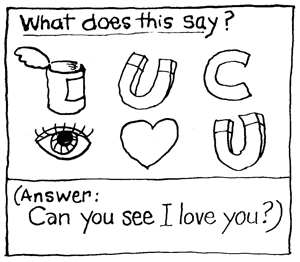 What does this say?
C
(Answer:
Can you see I love you?)